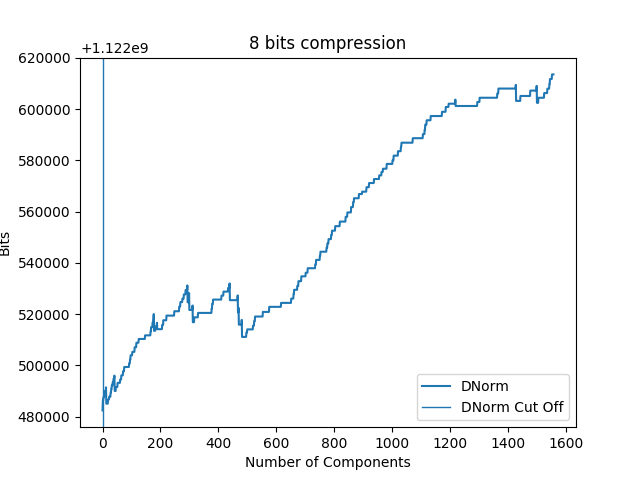 8 bits compression
+1.122e9
620000
600000
580000
560000
540000
520000
500000
480000
Bits
0 200 400 600 800 1000 1200 1400 1600
Number of Components
DNorm
DNorm Cut Off